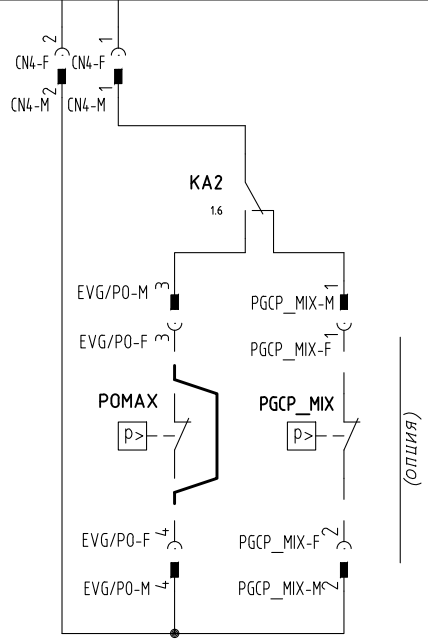 2 1
CN4-F CN4-F
CN4-M 2 CN4-M 1
KA2
1.6
EVG/PO-M 3 PGCP_MIX-M 1
EVG/PO-F 3 PGCP_MIX-F 1
POMAX PGCP_MIX
P> P>
(ОПЦИЯ)
EVG/PO-F 4 PGCP_MIX-F 2
EVG/PO-M 4 PGCP_MIX-M 2